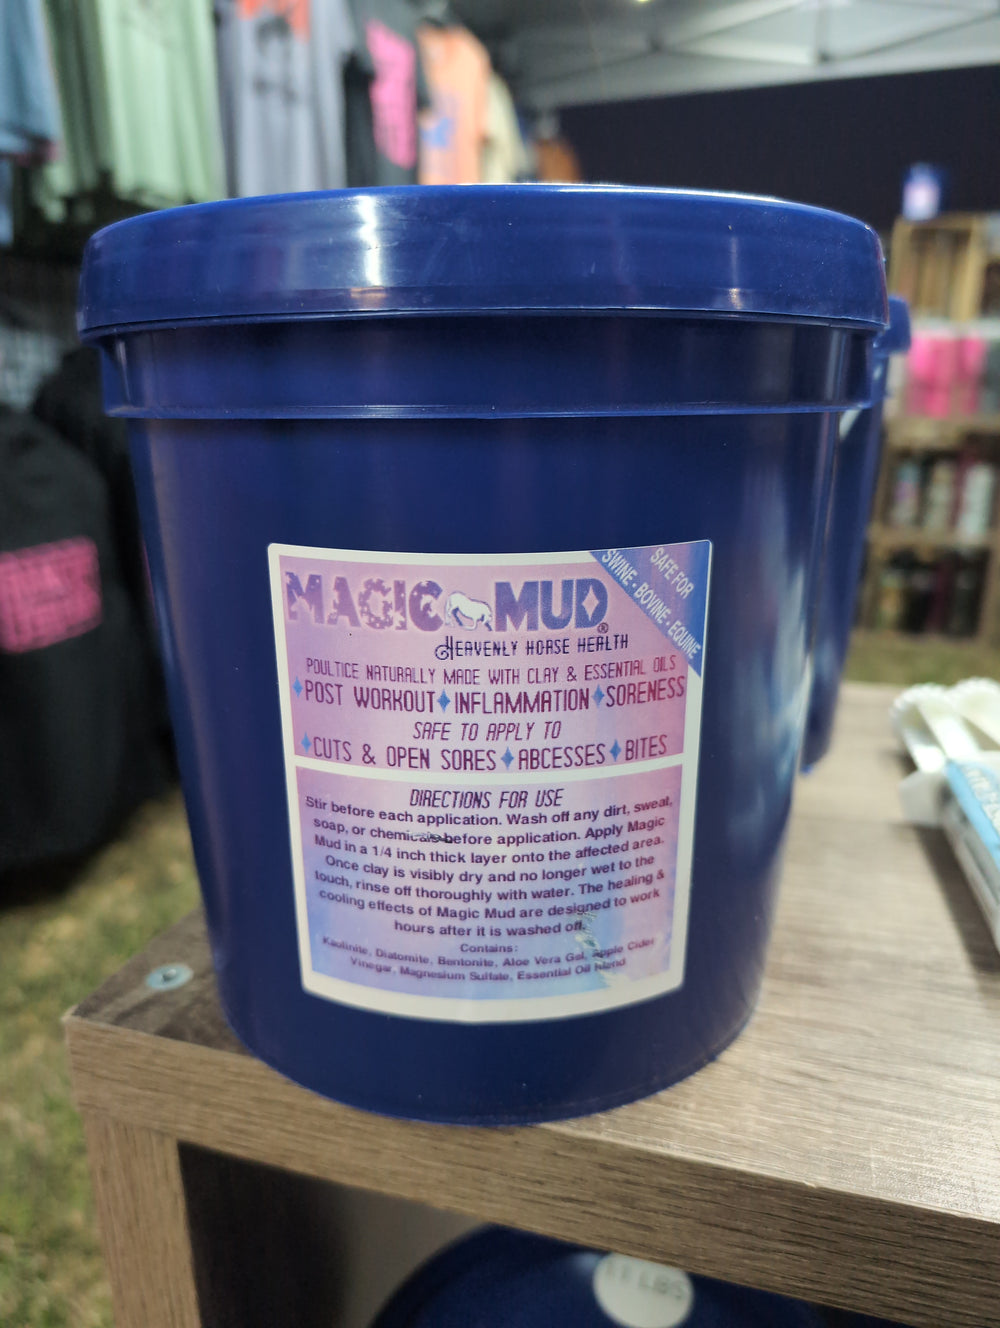 MAGIC MUD®
HEAVENLY HORSE HEALTH
SAFE FOR
SWINE • BOVINE • EQUINE
POULTICE NATURALLY MADE WITH CLAY & ESSENTIAL OILS
POST WORKOUT INFLAMMATION SORENESS
SAFE TO APPLY TO
CUTS & OPEN SORES ABCESSES BITES
DIRECTIONS FOR USE
Stir before each application. Wash off any dirt, sweat,
soap, or chemicals before application. Apply Magic
Mud in a 1/4 inch thick layer onto the affected area.
Once clay is visibly dry and no longer wet to the
touch, rinse off thoroughly with water. The healing &
cooling effects of Magic Mud are designed to work
hours after it is washed off.
Contains:
Kaolinite, Diatomite, Bentonite, Aloe Vera Gel, Apple Cider
Vinegar, Magnesium Sulfate, Essential Oil Blend
LBS